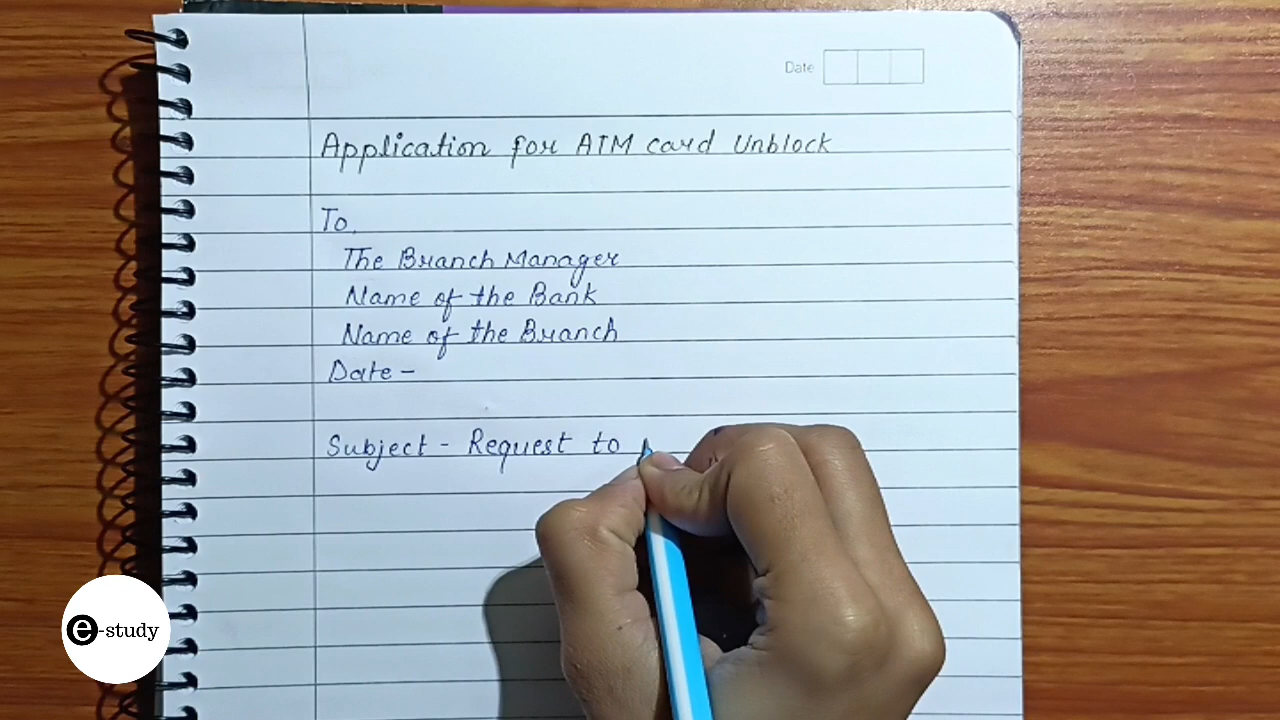 Date
Application for ATM card Unblock
To,
The Branch Manager
Name of the Bank
Name of the Branch
Date -
Subject - Request to
e-study